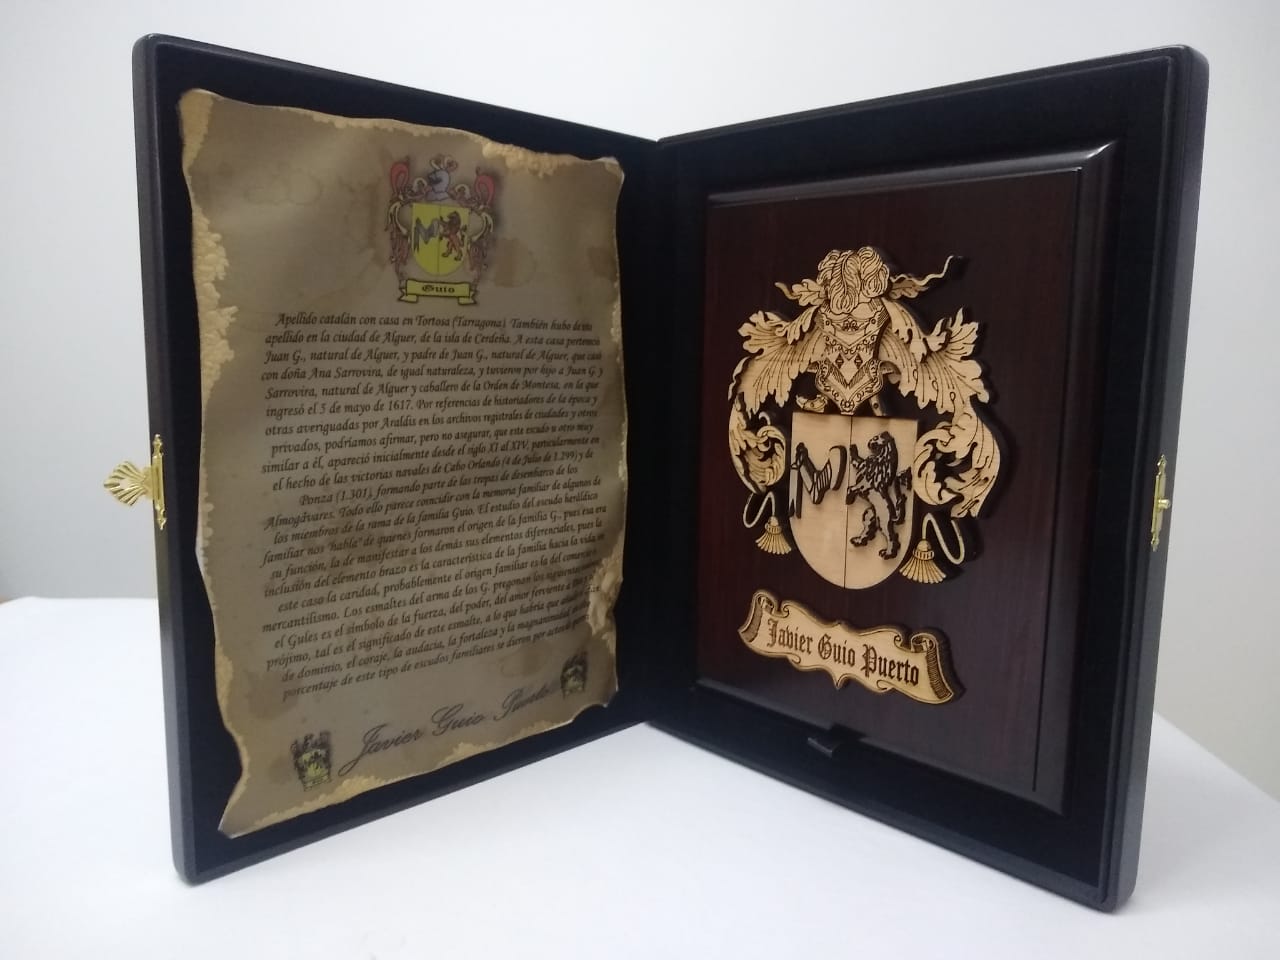 Guio
Apellido catalán con casa en Tortosa (Tarragona). También hubo de este
apellido en la ciudad de Alguer, de la isla de Cerdeña. A esta casa perteneció
Juan G., natural de Alguer, y padre de Juan G., natural de Alguer, que casó
con doña Ana Sarrovira, de igual naturaleza, y tuvieron por hijo a Juan G. y
Sarrovira, natural de Alguer y caballero de la Orden de Montesa, en la que
ingresó el 5 de mayo de 1617. Por referencias de historiadores de la época y
otras averiguadas por Araldis en los archivos registrales de ciudades y otros
privados, podríamos afirmar, pero no asegurar, que este escudo u otro muy
similar a él, apareció inicialmente desde el siglo XI al XIV, particularmente en
el hecho de las victorias navales de Cabo Orlando (4 de Julio de 1.299) y de
Ponza (1.301), formando parte de las tropas de desembarco de los
Almogávares. Todo ello parece coincidir con la memoria familiar de algunos de
los miembros de la rama de la familia Guio. El estudio del escudo heráldico
familiar nos "habla" de quienes formaron el origen de la familia G., pues esa era
su función, la de manifestar a los demás sus elementos diferenciales, pues la
inclusión del elemento brazo es la característica de la familia hacia la vida, en
este caso la caridad, probablemente el origen familiar es la del comercio
mercantilismo. Los esmaltes del arma de los G. pregonan los siguientes
el Gules es el símbolo de la fuerza, del poder, del amor ferviente a
prójimo, tal es el significado de este esmalte, a lo que habría que añadir
de dominio, el coraje, la audacia, la fortaleza y la magnanimidad
porcentaje de este tipo de escudos familiares se dieron por actos de
Javier Guio Puerto
Javier Guio Puerto